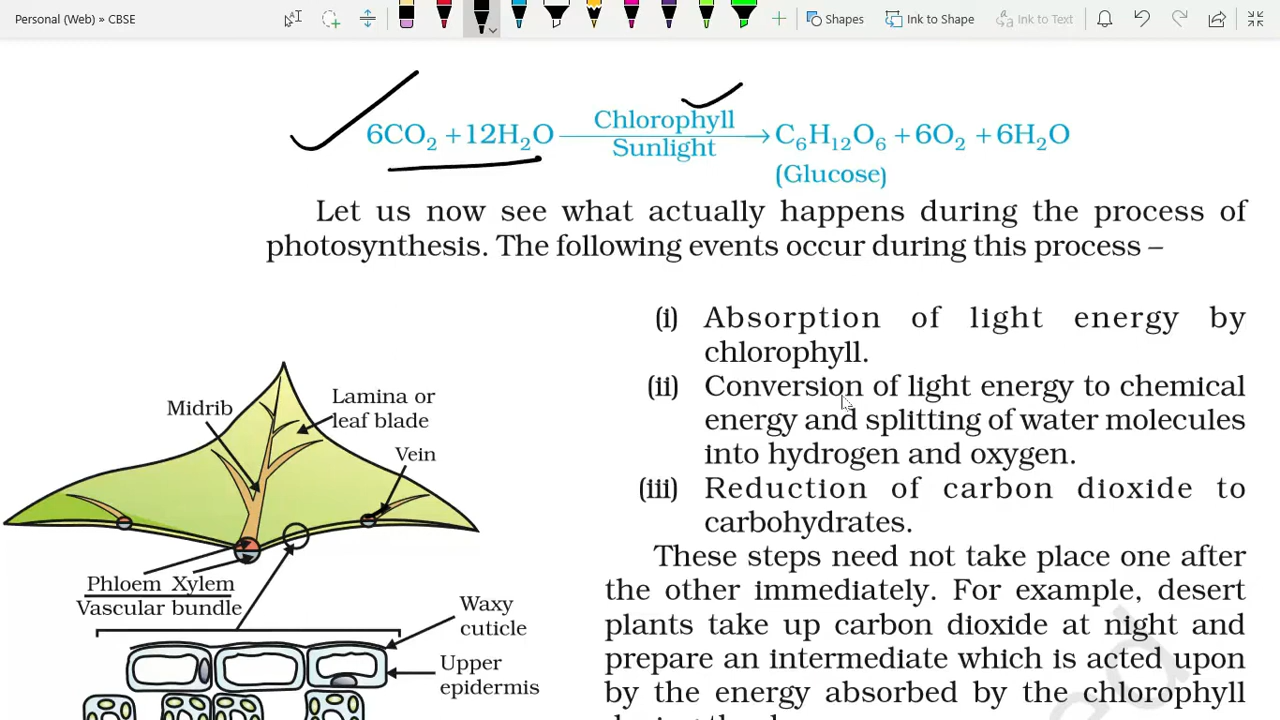 Personal (Web) » CBSE
Shapes
Ink to Shape
Ink to Text
6CO₂ +12H₂O Chlorophyll Sunlight C₆H₁₂O₆ + 6O₂ + 6H₂O
(Glucose)
Let us now see what actually happens during the process of
photosynthesis. The following events occur during this process –
(i) Absorption of light energy by
chlorophyll.
(ii) Conversion of light energy to chemical
energy and splitting of water molecules
into hydrogen and oxygen.
(iii) Reduction of carbon dioxide to
carbohydrates.
These steps need not take place one after
the other immediately. For example, desert
plants take up carbon dioxide at night and
prepare an intermediate which is acted upon
by the energy absorbed by the chlorophyll
Midrib
Lamina or
leaf blade
Vein
Phloem Xylem
Vascular bundle
Waxy
cuticle
Upper
epidermis